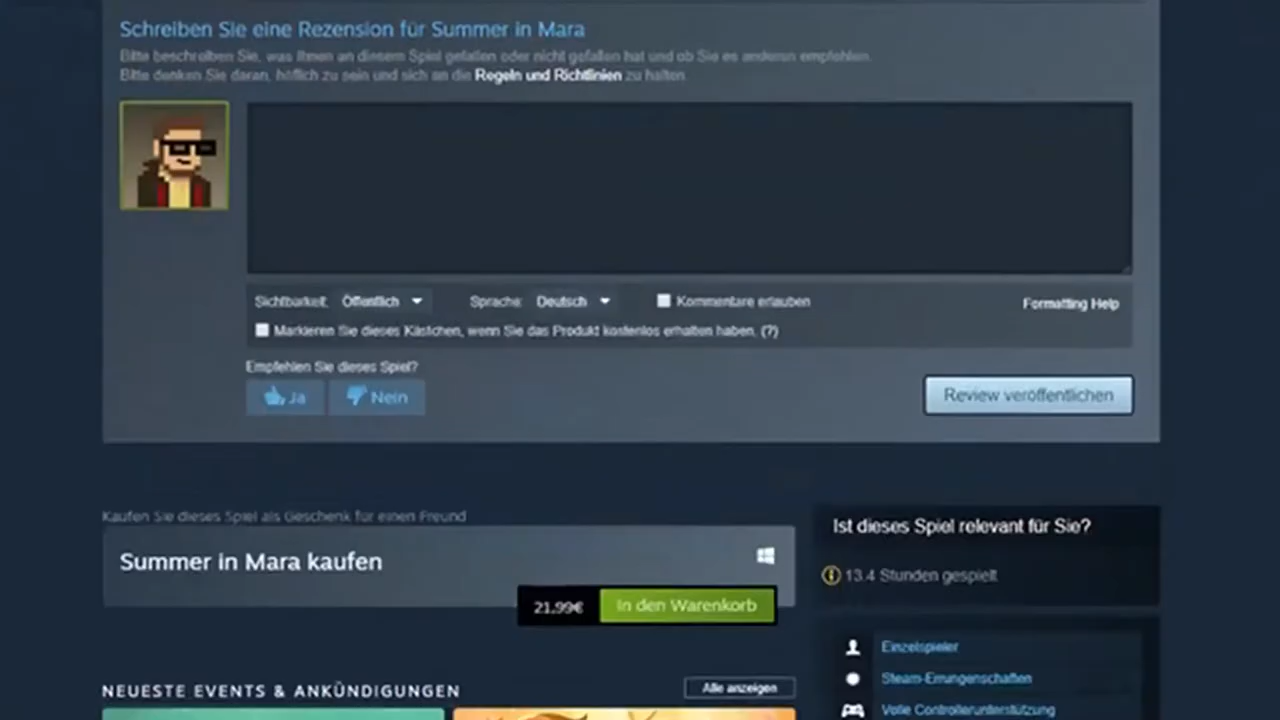 Schreiben Sie eine Rezension für Summer in Mara
Bitte beschreiben Sie, was Ihnen an diesem Spiel gefallen oder nicht gefallen hat und ob Sie es anderen empfehlen.
Bitte denken Sie daran, höflich zu sein und sich an die Regeln und Richtlinien zu halten.
Sichtbarkeit: Öffentlich
Sprache: Deutsch
Kommentare erlauben
Formatting Help
Markieren Sie dieses Kästchen, wenn Sie das Produkt kostenlos erhalten haben. (?)
Empfehlen Sie dieses Spiel?
Ja
Nein
Review veröffentlichen
Kaufen Sie dieses Spiel als Geschenk für einen Freund
Summer in Mara kaufen
21,99€
In den Warenkorb
Ist dieses Spiel relevant für Sie?
13.4 Stunden gespielt
Einzelspieler
Steam-Errungenschaften
Volle Controllerunterstützung
NEUESTE EVENTS & ANKÜNDIGUNGEN
Alle anzeigen